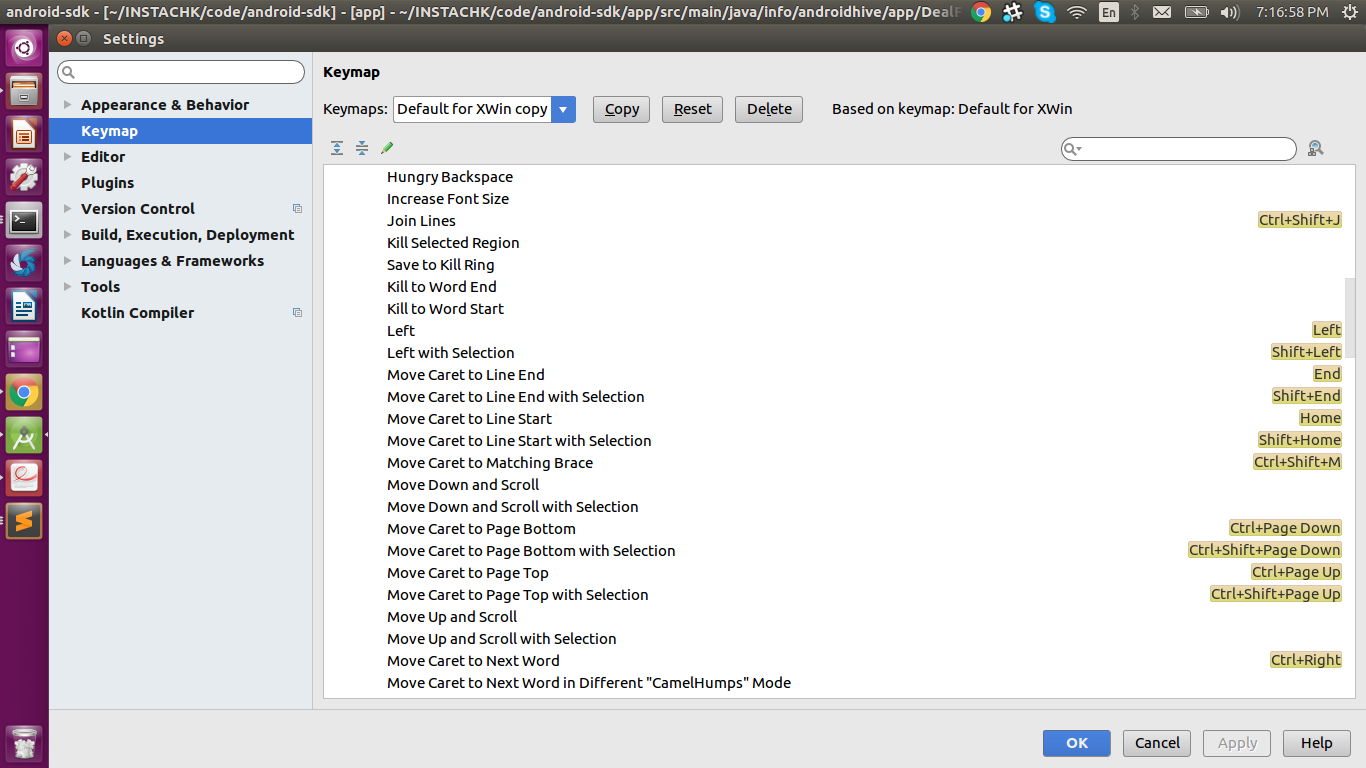 android-sdk - [~/INSTACHK/code/android-sdk] - [app] - ~/INSTACHK/code/android-sdk/app/src/main/java/info/androidhive/app/DealF
En
7:16:58 PM
Settings
Appearance & Behavior
Keymap
Editor
Plugins
Version Control
Build, Execution, Deployment
Languages & Frameworks
Tools
Kotlin Compiler
Keymap
Keymaps: Default for XWin copy Copy Reset Delete Based on keymap: Default for XWin
Hungry Backspace
Increase Font Size
Join Lines Ctrl+Shift+J
Kill Selected Region
Save to Kill Ring
Kill to Word End
Kill to Word Start
Left Left
Left with Selection Shift+Left
Move Caret to Line End End
Move Caret to Line End with Selection Shift+End
Move Caret to Line Start Home
Move Caret to Line Start with Selection Shift+Home
Move Caret to Matching Brace Ctrl+Shift+M
Move Down and Scroll
Move Down and Scroll with Selection
Move Caret to Page Bottom Ctrl+Page Down
Move Caret to Page Bottom with Selection Ctrl+Shift+Page Down
Move Caret to Page Top Ctrl+Page Up
Move Caret to Page Top with Selection Ctrl+Shift+Page Up
Move Up and Scroll
Move Up and Scroll with Selection
Move Caret to Next Word Ctrl+Right
Move Caret to Next Word in Different "CamelHumps" Mode
OK Cancel Apply Help